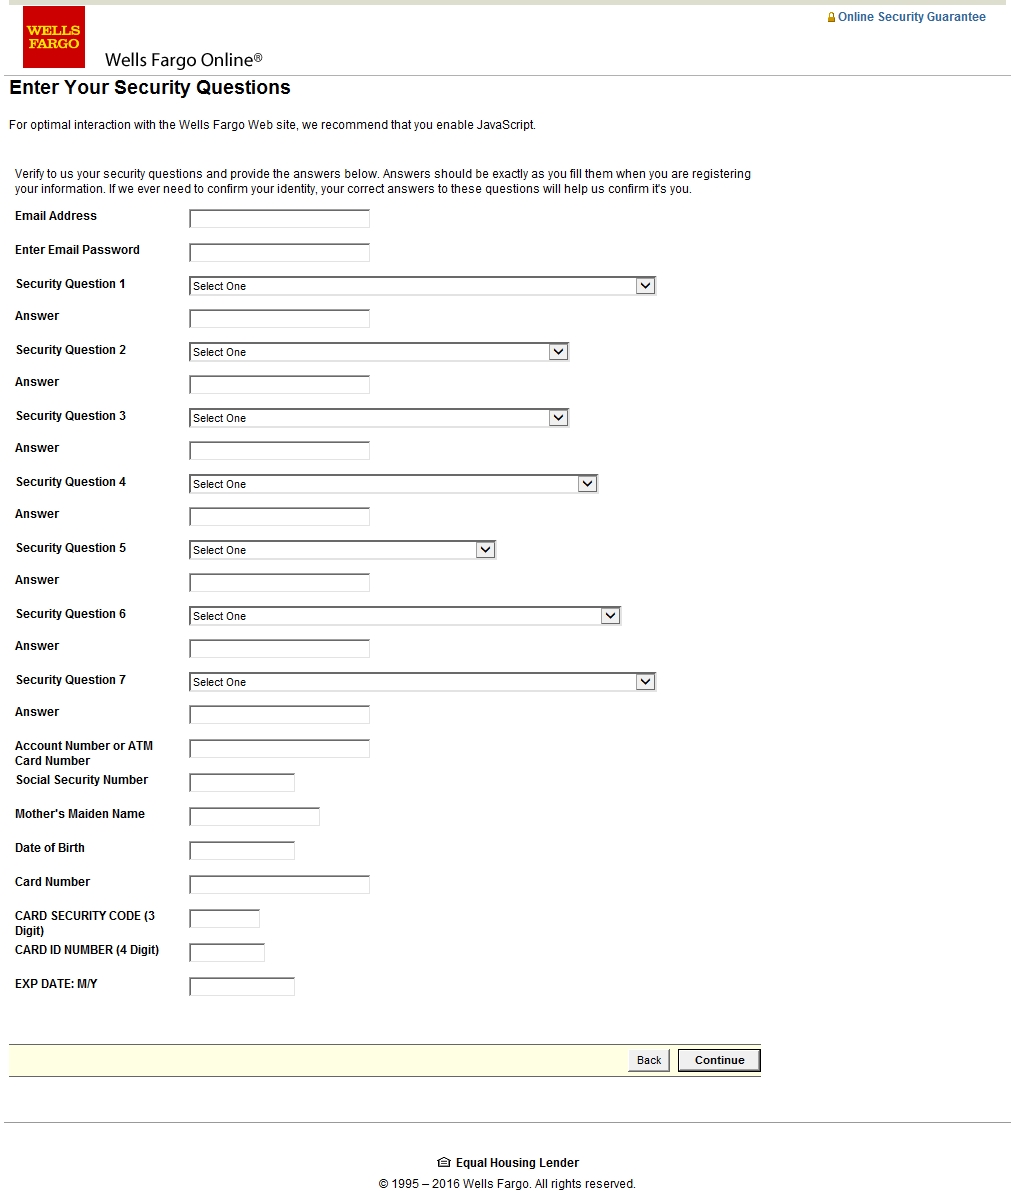 WELLS
FARGO
Wells Fargo Online®
Online Security Guarantee
Enter Your Security Questions
For optimal interaction with the Wells Fargo Web site, we recommend that you enable JavaScript.
Verify to us your security questions and provide the answers below. Answers should be exactly as you fill them when you are registering
your information. If we ever need to confirm your identity, your correct answers to these questions will help us confirm it's you.
Email Address
Enter Email Password
Security Question 1 Select One
Answer
Security Question 2 Select One
Answer
Security Question 3 Select One
Answer
Security Question 4 Select One
Answer
Security Question 5 Select One
Answer
Security Question 6 Select One
Answer
Security Question 7 Select One
Answer
Account Number or ATM
Card Number
Social Security Number
Mother's Maiden Name
Date of Birth
Card Number
CARD SECURITY CODE (3
Digit)
CARD ID NUMBER (4 Digit)
EXP DATE: M/Y
Back Continue
Equal Housing Lender
© 1995 – 2016 Wells Fargo. All rights reserved.